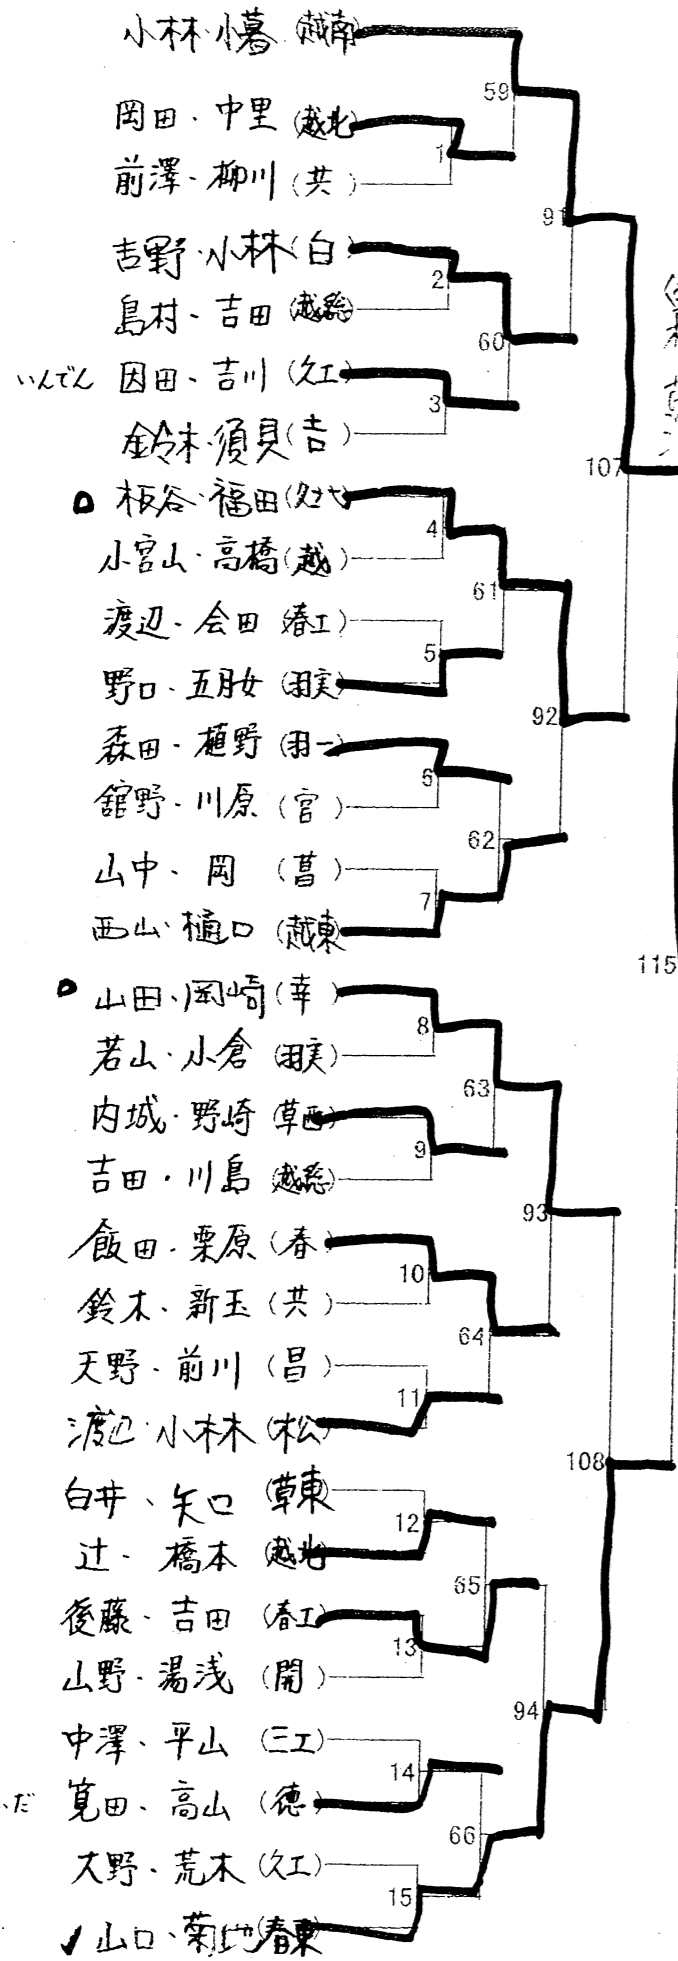 小林・小暮（越南）
59
岡田・中里（越北）
1
前澤・柳川（共）
91
吉野・小林（白）
2
島村・吉田（越総）
60
いんでん 因田・吉川（久工）
3
鈴木・須貝（吉）
107
板谷・福田
4
小宮山・高橋（越）
61
渡辺・会田（春工）
5
野口・五月女（羽実）
92
森田・植野（羽一）
6
舘野・川原（宮）
62
山中・岡（菖）
7
西山・樋口（越東）
115
山田・岡崎（幸）
8
若山・小倉（羽実）
63
内城・野崎（草西）
9
吉田・川島（越総）
93
飯田・栗原（春）
10
鈴木・新玉（共）
64
天野・前川（昌）
11
渡辺・小林（松）
108
白井・矢口（草東）
12
辻・橋本（越北）
65
後藤・吉田（春工）
13
山野・湯浅（開）
94
中澤・平山（三工）
14
だ 筧田・高山（徳）
66
大野・荒木（久工）
15
山口・菊地（春東）